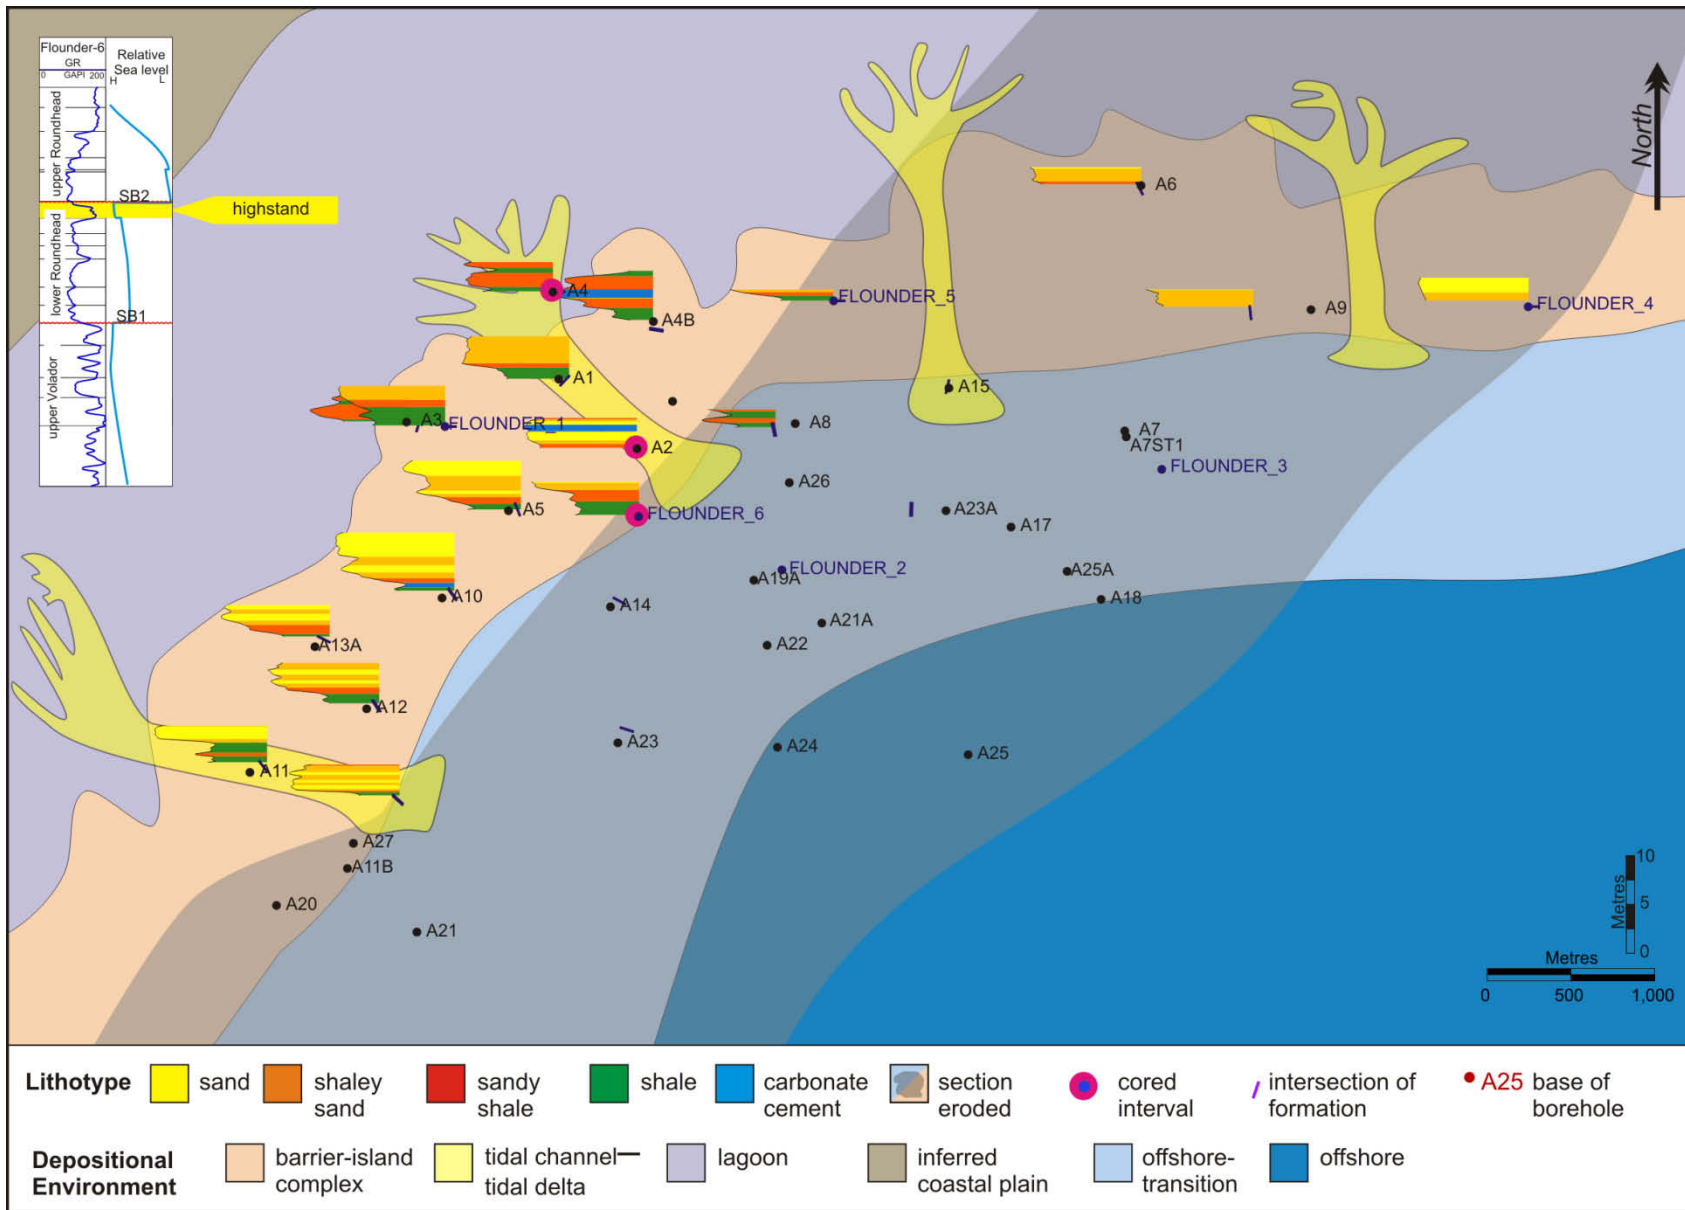 Flounder-6
GR
0 GAPI 200
Relative
Sea level
H L
upper Roundhead
SB2
highstand
lower Roundhead
SB1
upper Volador
North
A6
A4
A4B
FLOUNDER_5
A9
FLOUNDER_4
A1
A15
A3
FLOUNDER_1
A2
A8
A7
A7ST1
FLOUNDER_3
A26
A5
FLOUNDER_6
A23A
A17
FLOUNDER_2
A19A
A25A
A10
A14
A18
A21A
A13A
A22
A12
A23
A24
A25
A11
A27
A11B
A20
A21
10
5
0
Metres
Metres
0 500 1,000
Lithotype
sand
shaley
sand
sandy
shale
shale
carbonate
cement
section
eroded
cored
interval
intersection of
formation
A25 base of
borehole
Depositional
Environment
barrier-island
complex
tidal channel—
tidal delta
lagoon
inferred
coastal plain
offshore-
transition
offshore